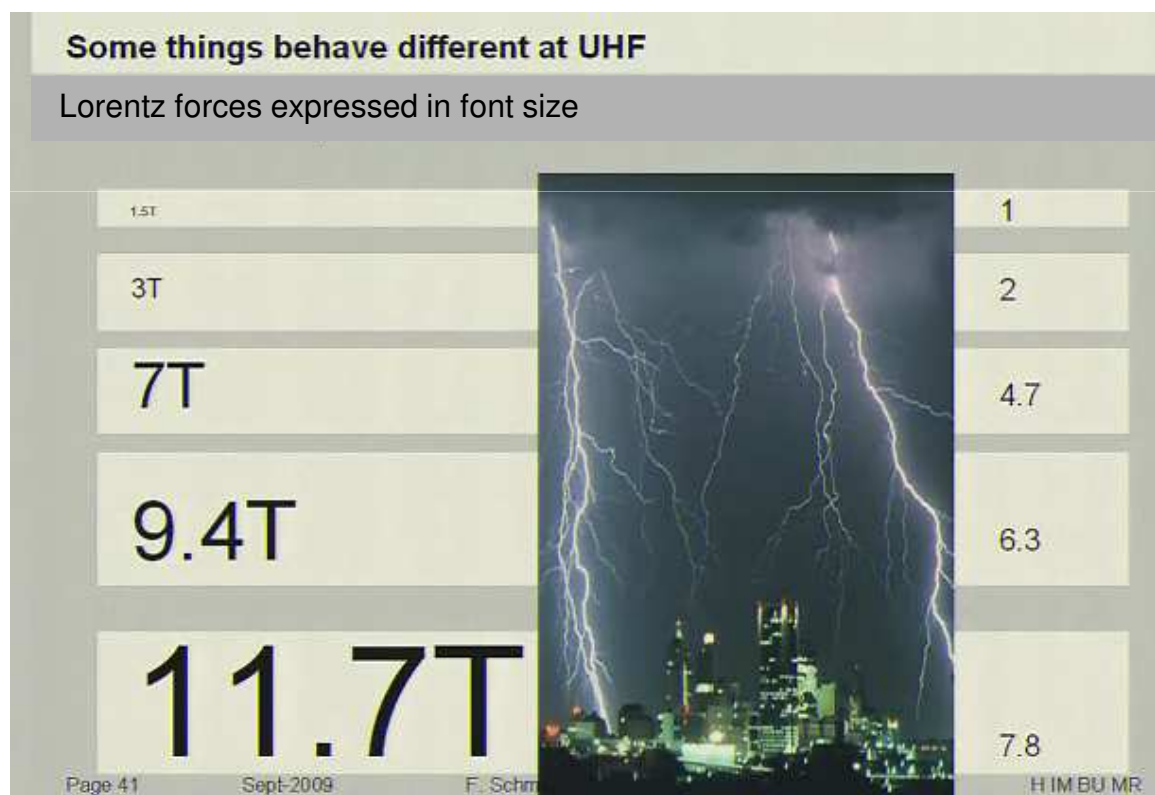 Some things behave different at UHF
Lorentz forces expressed in font size
1.5T 1
3T 2
7T 4.7
9.4T 6.3
11.7T 7.8
Page 41 Sept-2009 F. Schm H IM BU MR